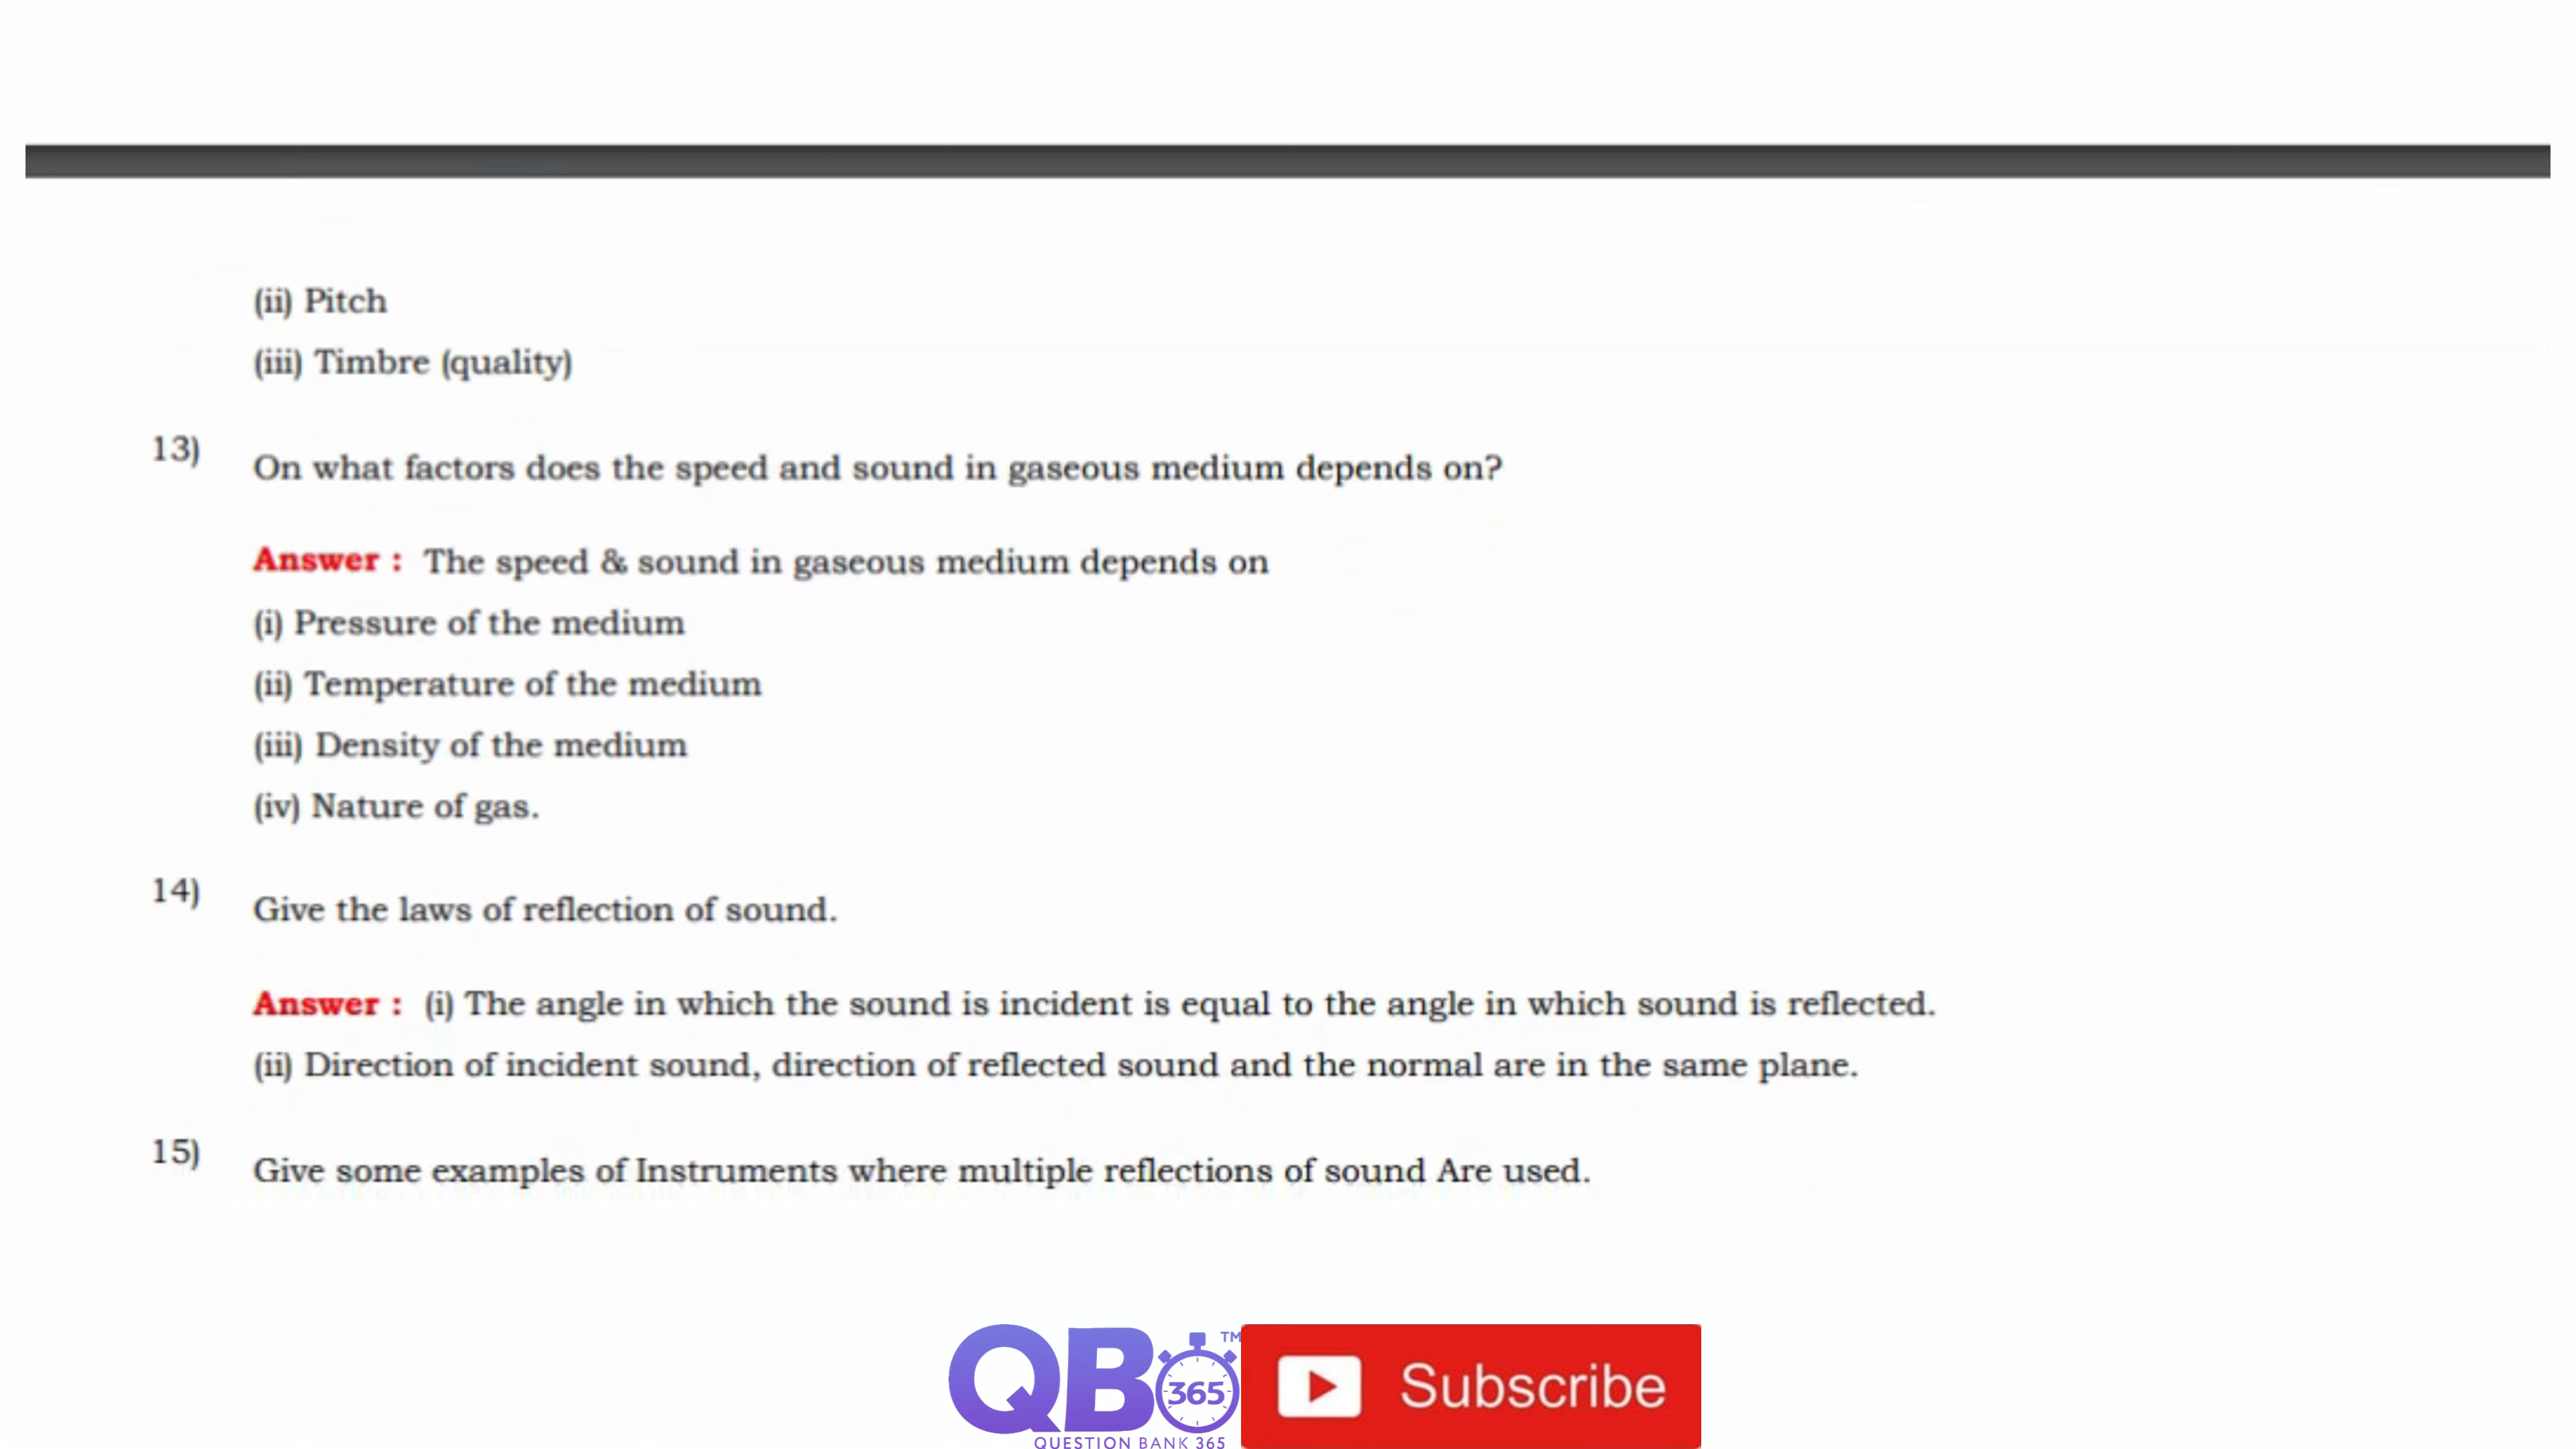 (ii) Pitch
(iii) Timbre (quality)
13)
On what factors does the speed and sound in gaseous medium depends on?
Answer : The speed & sound in gaseous medium depends on
(i) Pressure of the medium
(ii) Temperature of the medium
(iii) Density of the medium
(iv) Nature of gas.
14)
Give the laws of reflection of sound.
Answer : (i) The angle in which the sound is incident is equal to the angle in which sound is reflected.
(ii) Direction of incident sound, direction of reflected sound and the normal are in the same plane.
15)
Give some examples of Instruments where multiple reflections of sound Are used.
QB 365 TM
QUESTION BANK 365
Subscribe